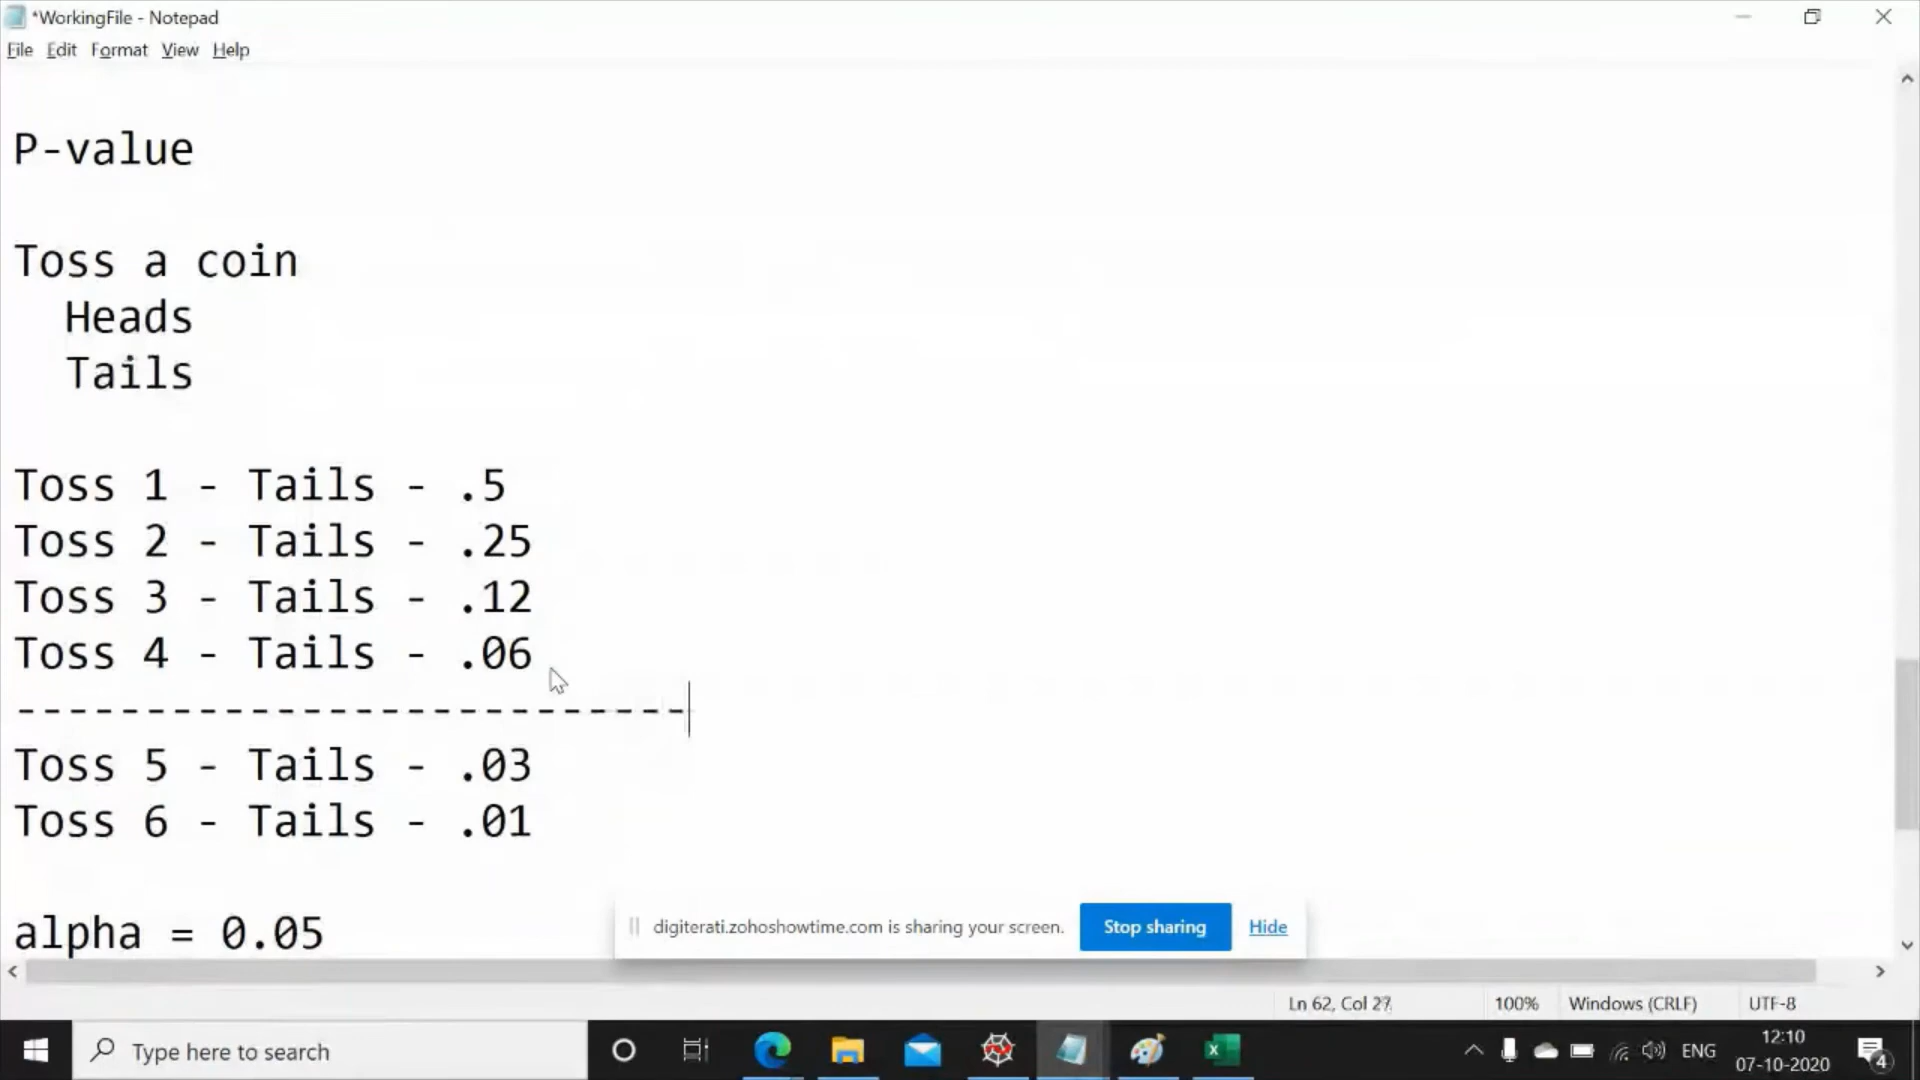 *WorkingFile - Notepad
File Edit Format View Help
P-value
Toss a coin
Heads
Tails
Toss 1 - Tails - .5
Toss 2 - Tails - .25
Toss 3 - Tails - .12
Toss 4 - Tails - .06
--------------------------
Toss 5 - Tails - .03
Toss 6 - Tails - .01
alpha = 0.05
digiterati.zohoshowtime.com is sharing your screen. Stop sharing Hide
Ln 62, Col 27 100% Windows (CRLF) UTF-8
Type here to search
ENG
12:10
07-10-2020
4